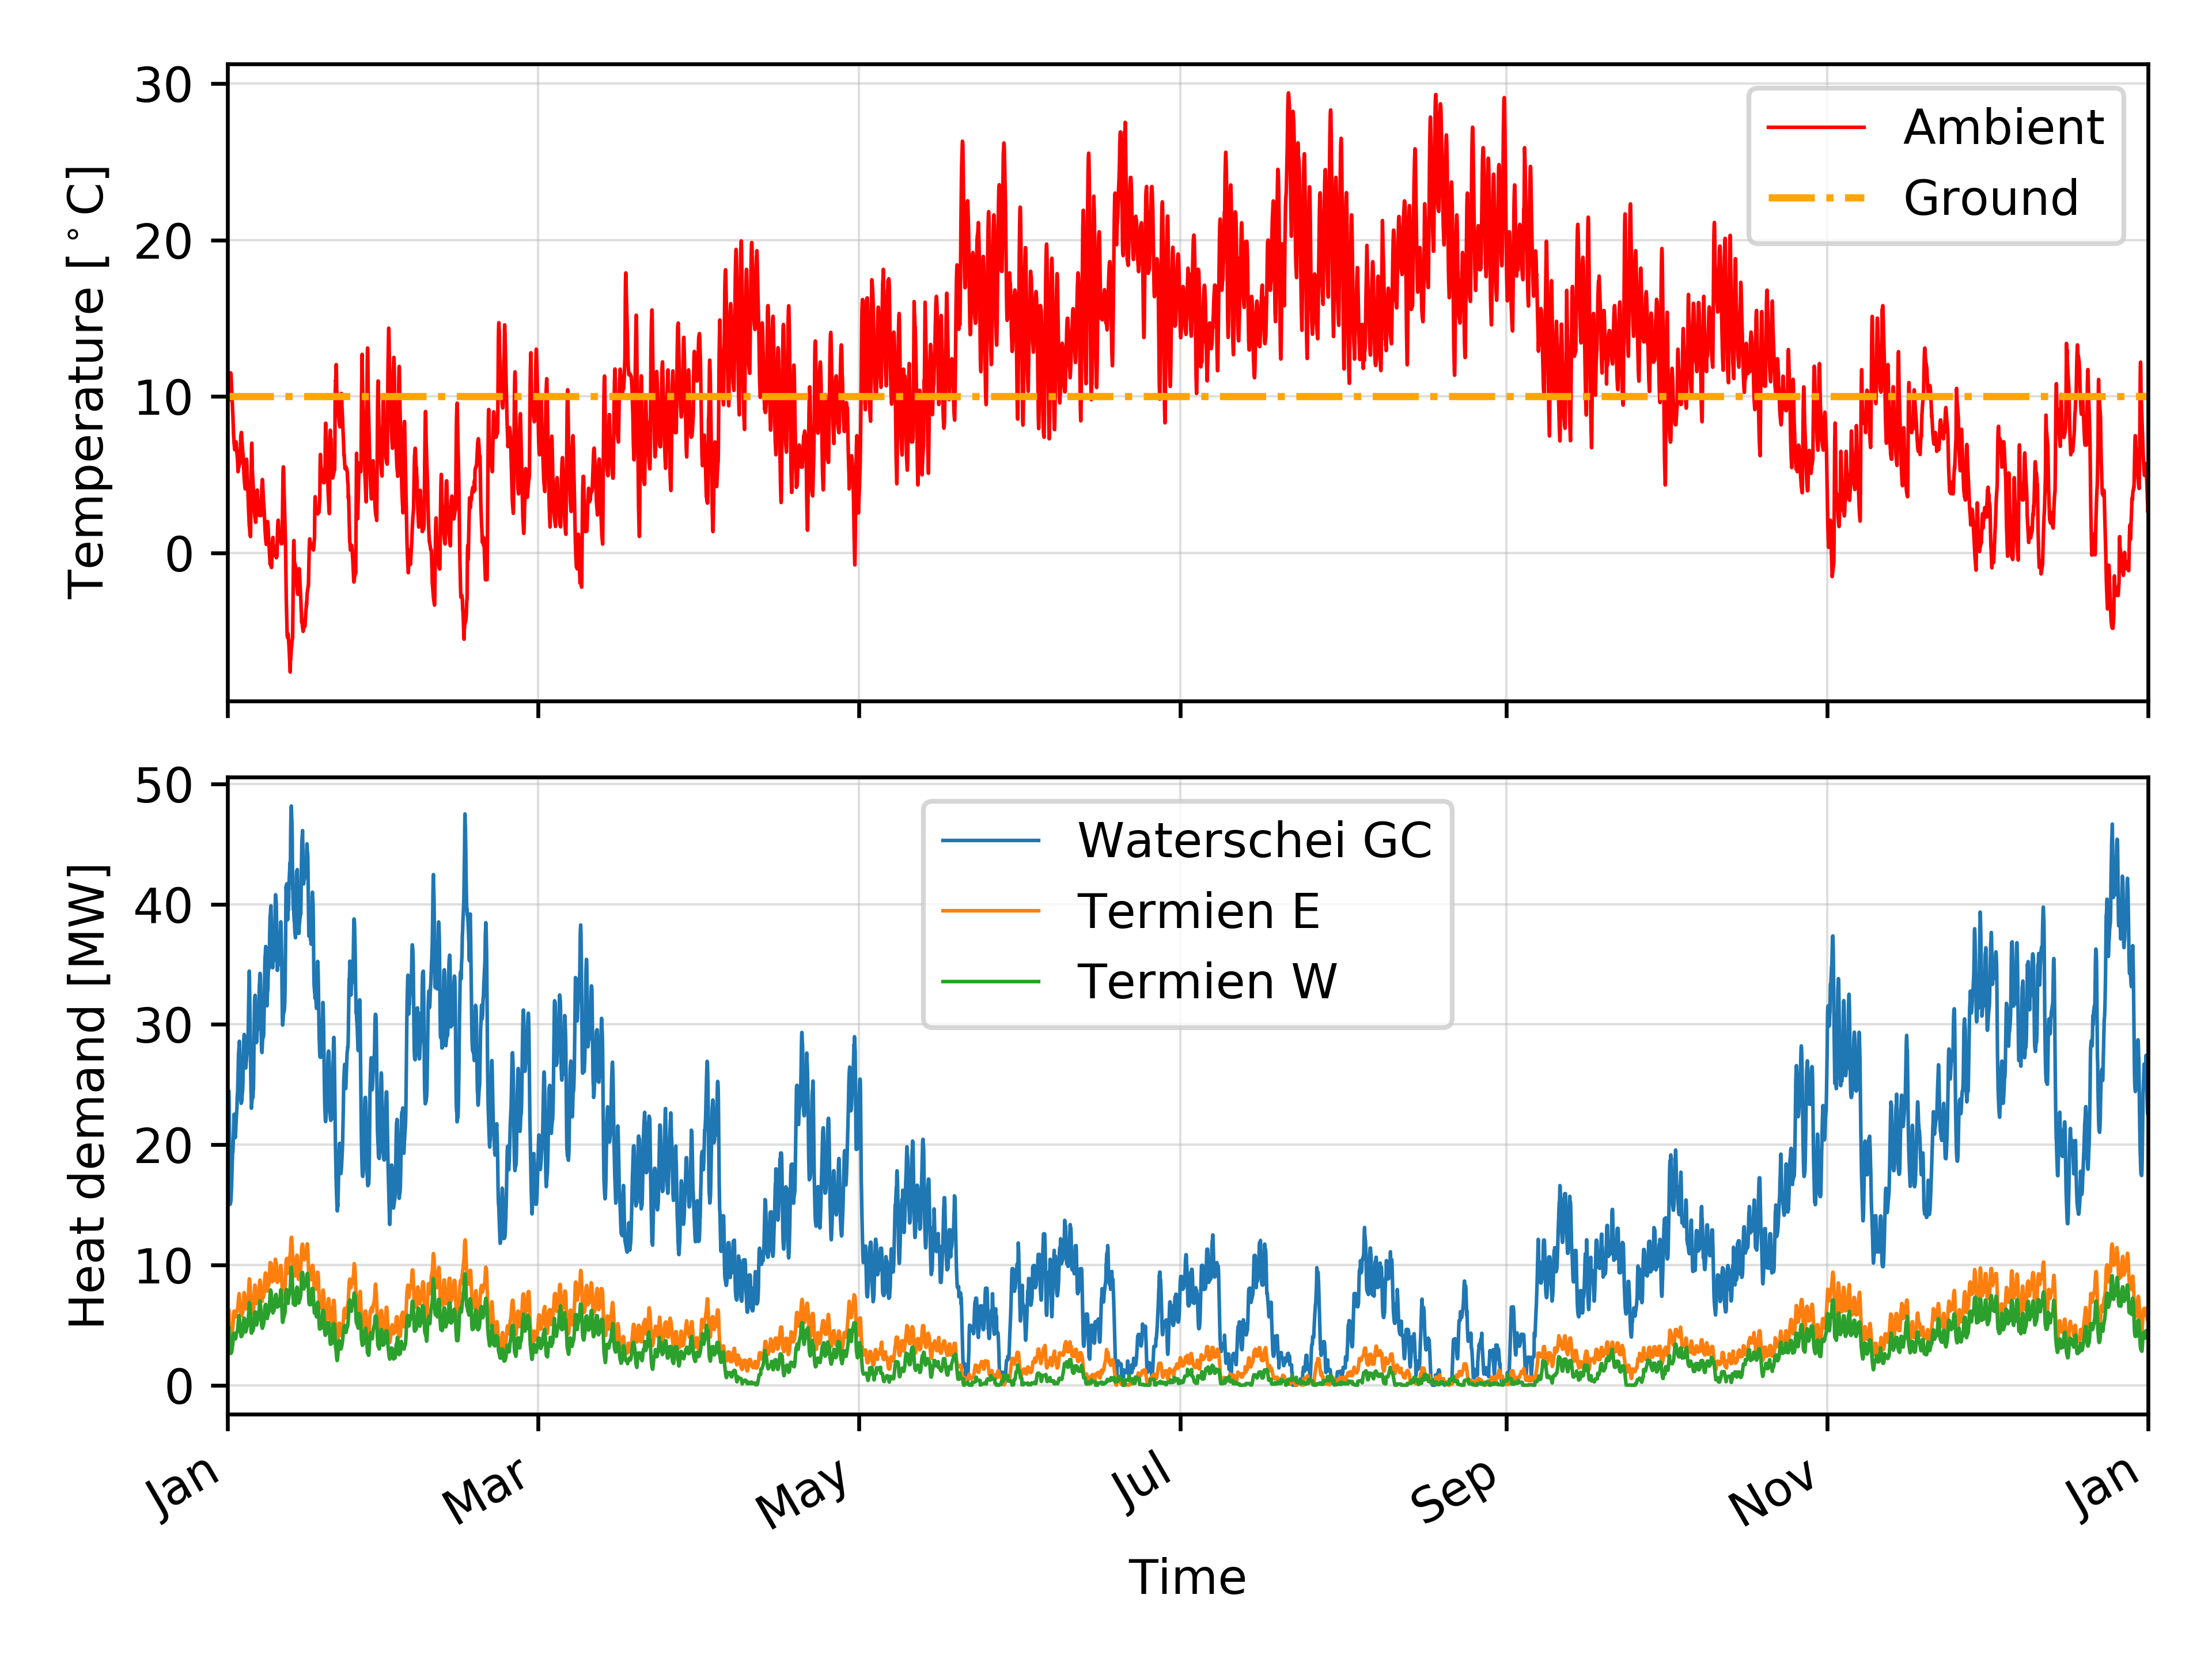 30
20
10
0
Temperature [°C]
Ambient
Ground
50
40
30
20
10
0
Heat demand [MW]
Waterschei GC
Termien E
Termien W
Jan
Mar
May
Jul
Sep
Nov
Jan
Time